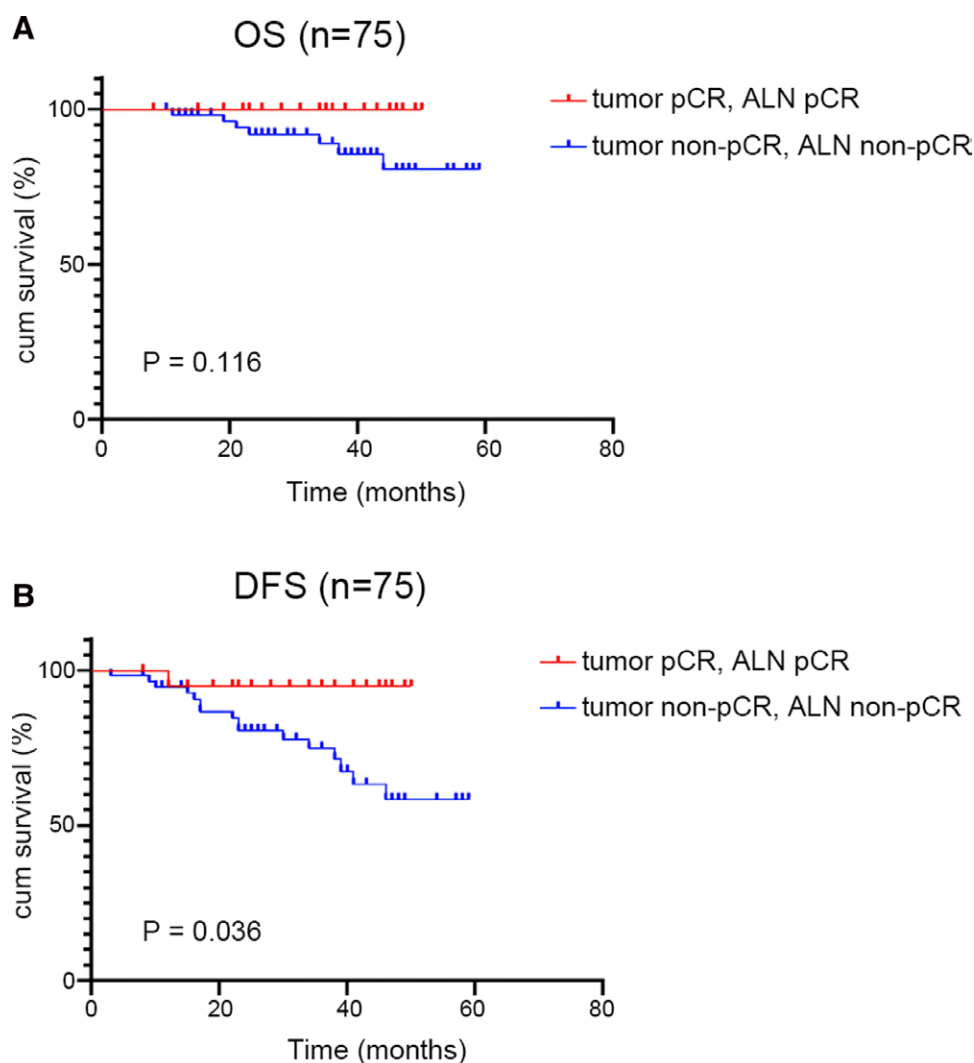 A
OS (n=75)
100
50
0
0 20 40 60 80
cum survival (%)
Time (months)
P = 0.116
tumor pCR, ALN pCR
tumor non-pCR, ALN non-pCR
B
DFS (n=75)
100
50
0
0 20 40 60 80
cum survival (%)
Time (months)
P = 0.036
tumor pCR, ALN pCR
tumor non-pCR, ALN non-pCR